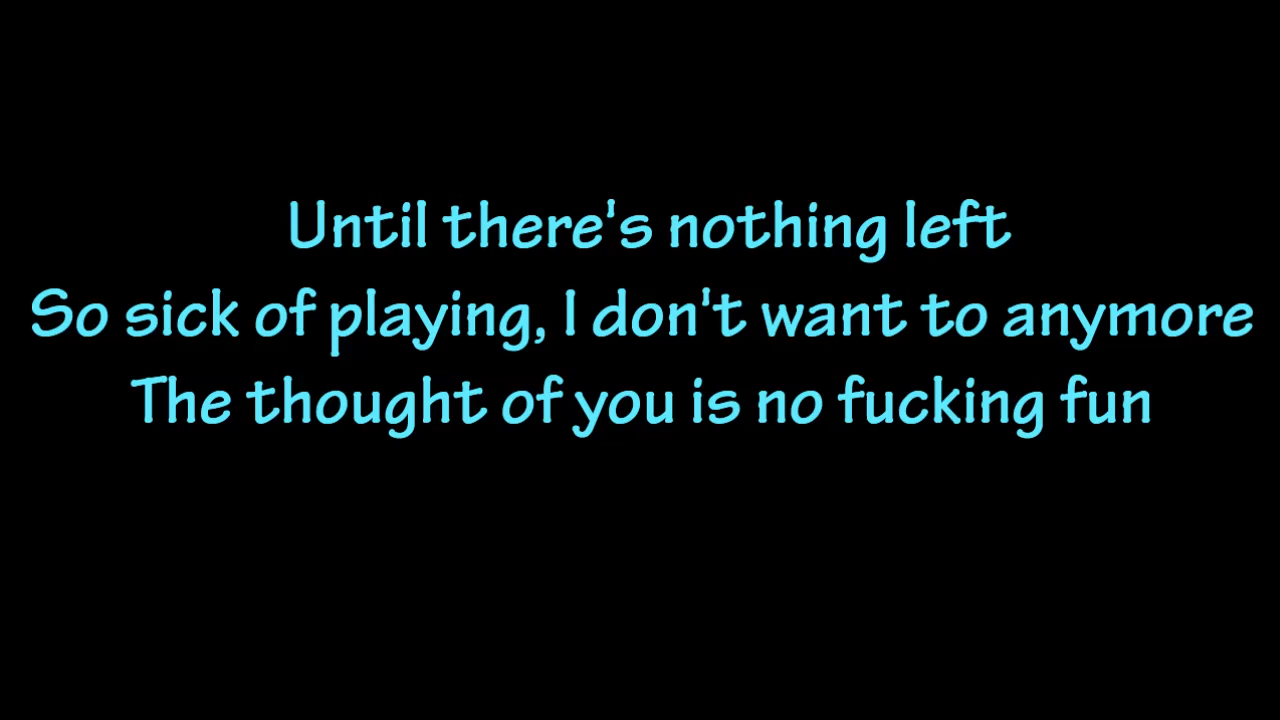 Until there's nothing left
So sick of playing, I don't want to anymore
The thought of you is no fucking fun